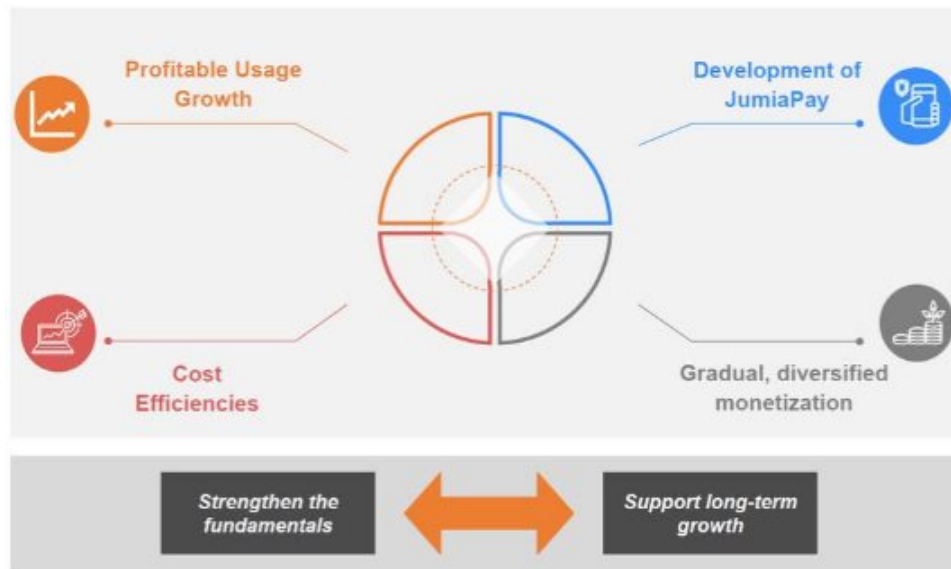 Profitable Usage
Growth
Development of
JumiaPay
Cost
Efficiencies
Gradual, diversified
monetization
Strengthen the
fundamentals
Support long-term
growth